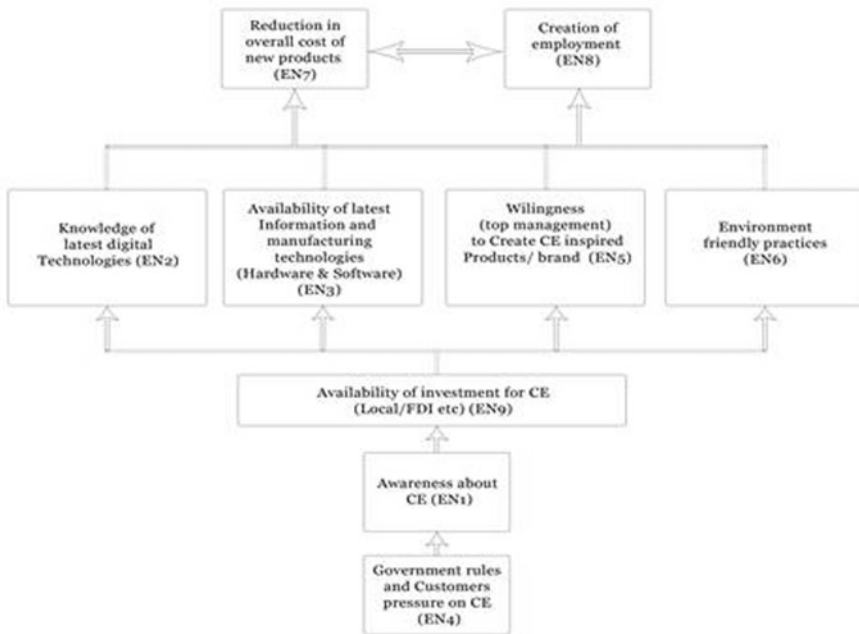 Reduction in
overall cost of
new products
(EN7)
Creation of
employment
(EN8)
Knowledge of
latest digital
Technologies (EN2)
Availability of latest
Information and
manufacturing
technologies
(Hardware & Software)
(EN3)
Wilingness
(top management)
to Create CE inspired
Products/ brand (EN5)
Environment
friendly practices
(EN6)
Availability of investment for CE
(Local/FDI etc) (EN9)
Awareness about
CE (EN1)
Government rules
and Customers
pressure on CE
(EN4)